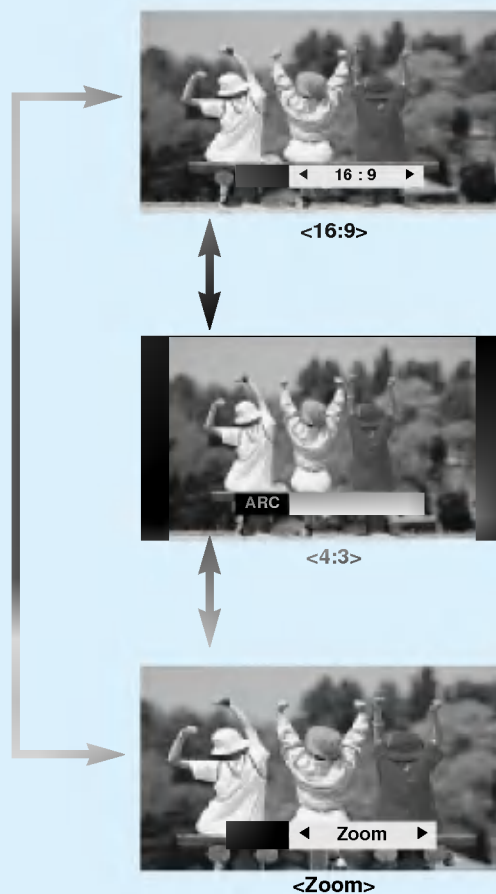 ◄ 16 : 9 ►
<16:9>
ARC
<4:3>
◄ Zoom ►
<Zoom>